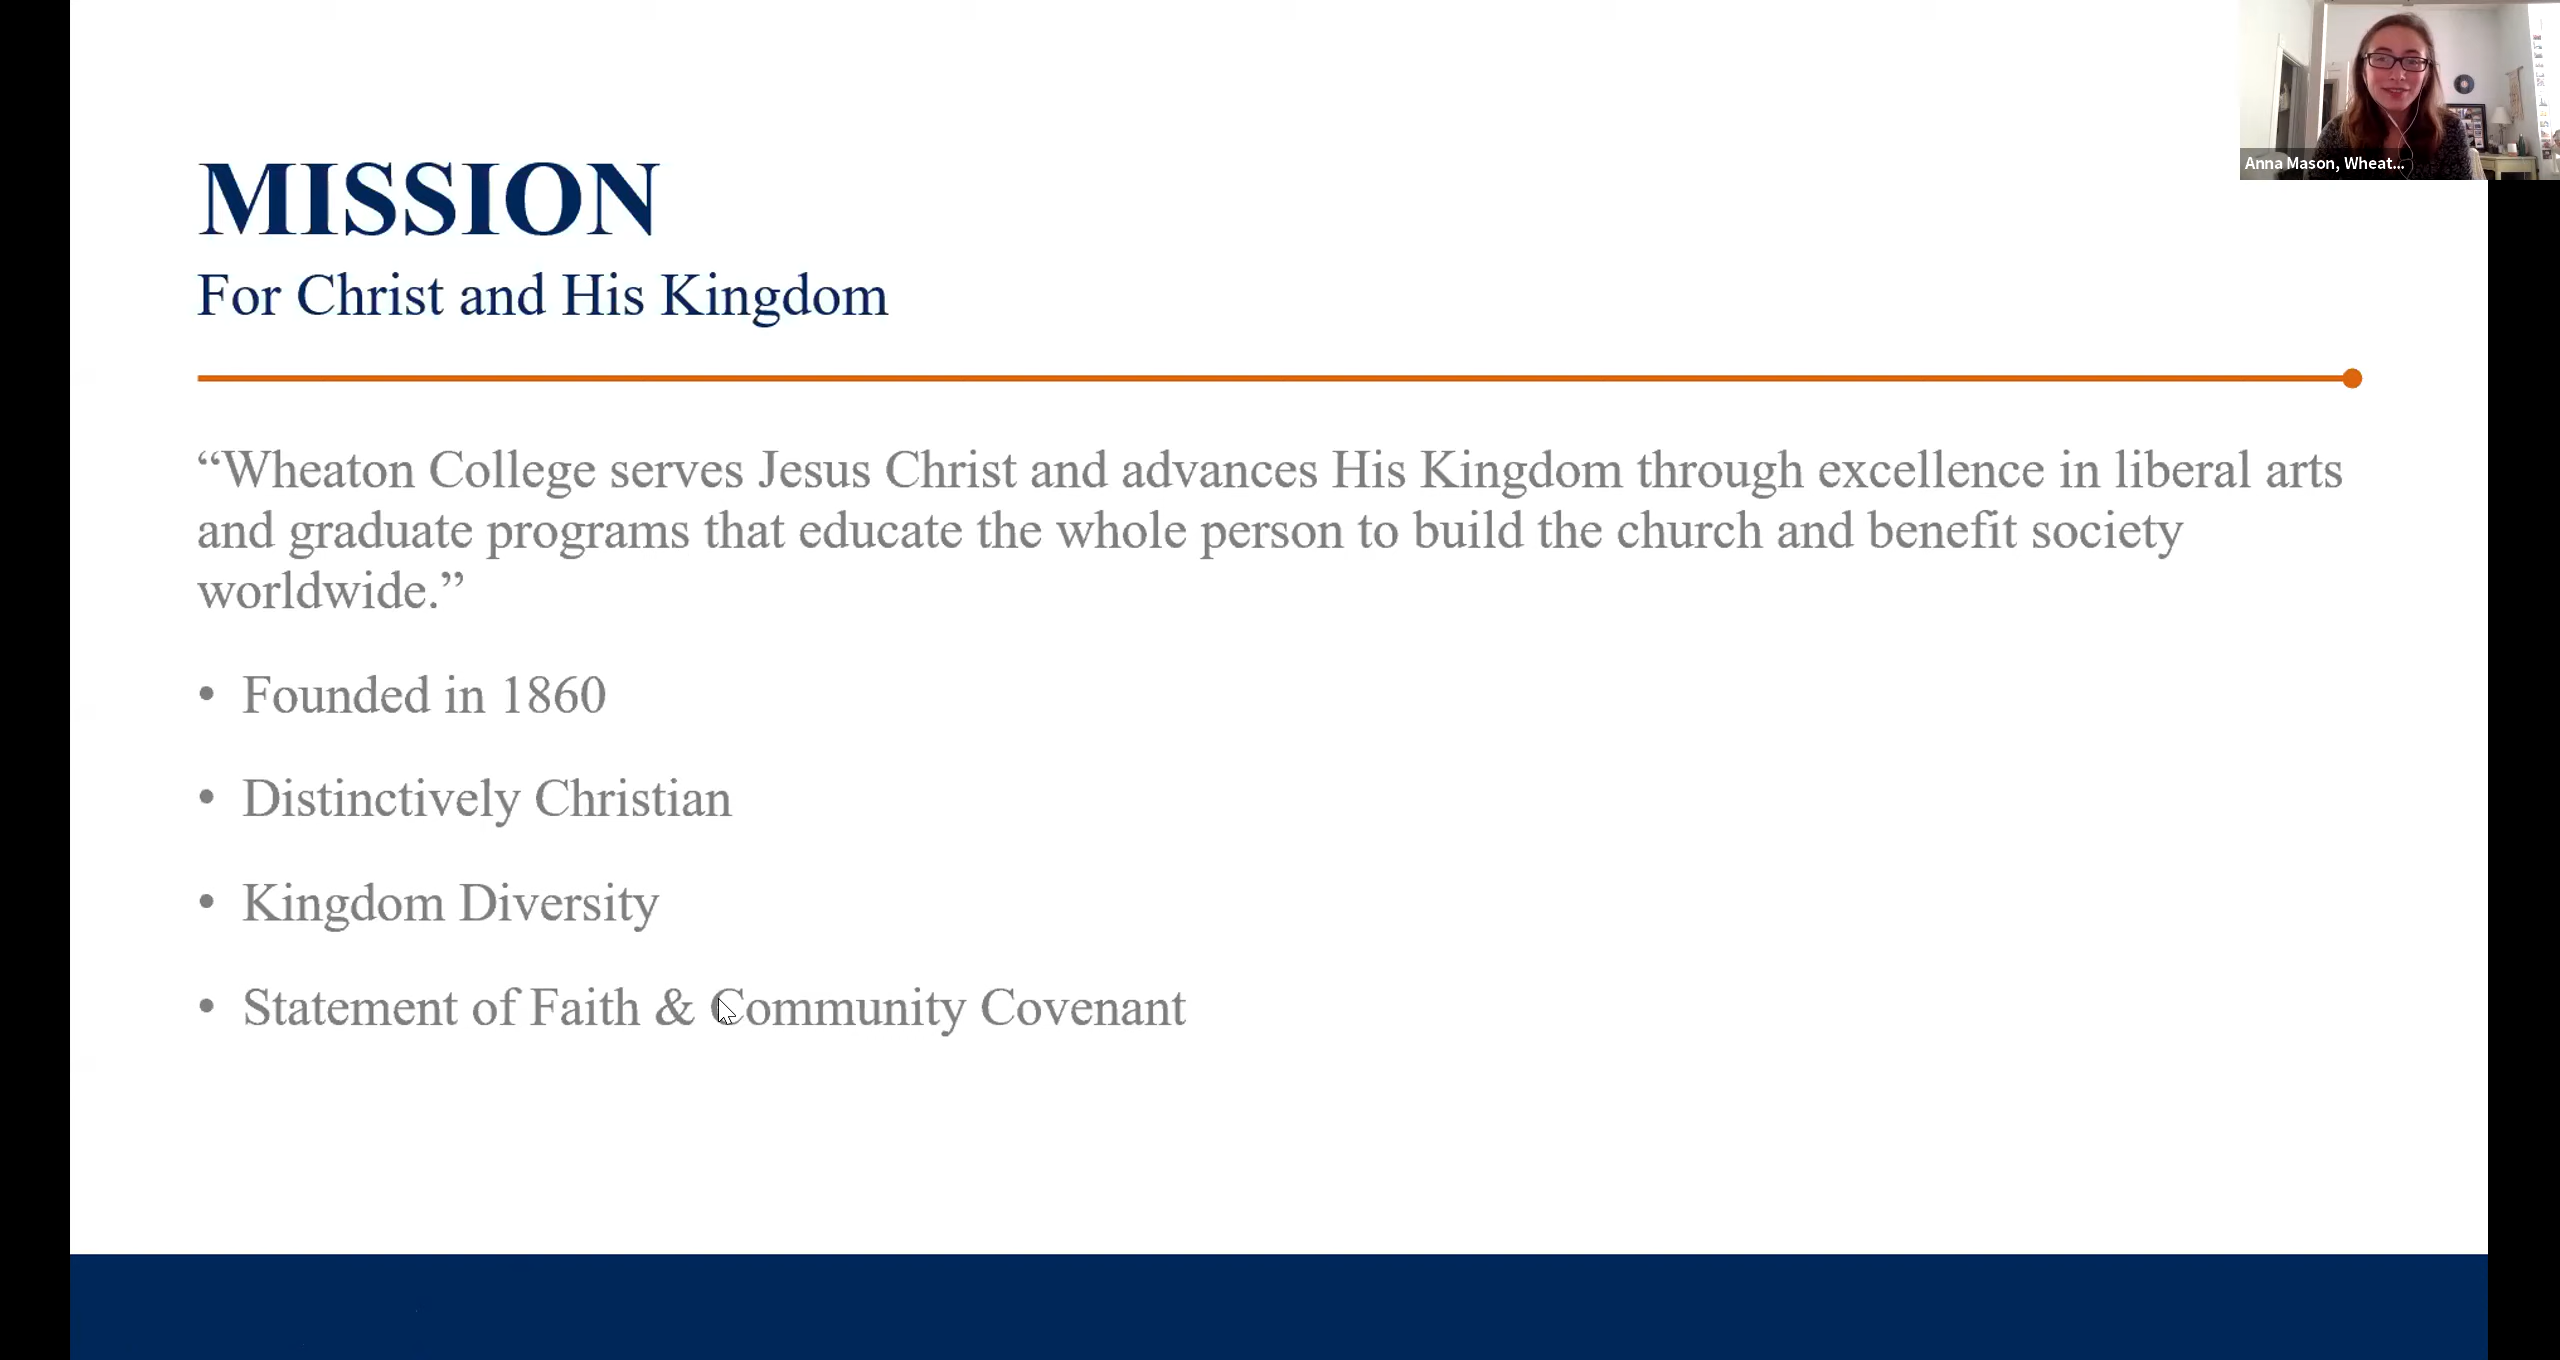 Anna Mason, Wheat...
MISSION
For Christ and His Kingdom
“Wheaton College serves Jesus Christ and advances His Kingdom through excellence in liberal arts
and graduate programs that educate the whole person to build the church and benefit society
worldwide.”
• Founded in 1860
• Distinctively Christian
• Kingdom Diversity
• Statement of Faith & Community Covenant